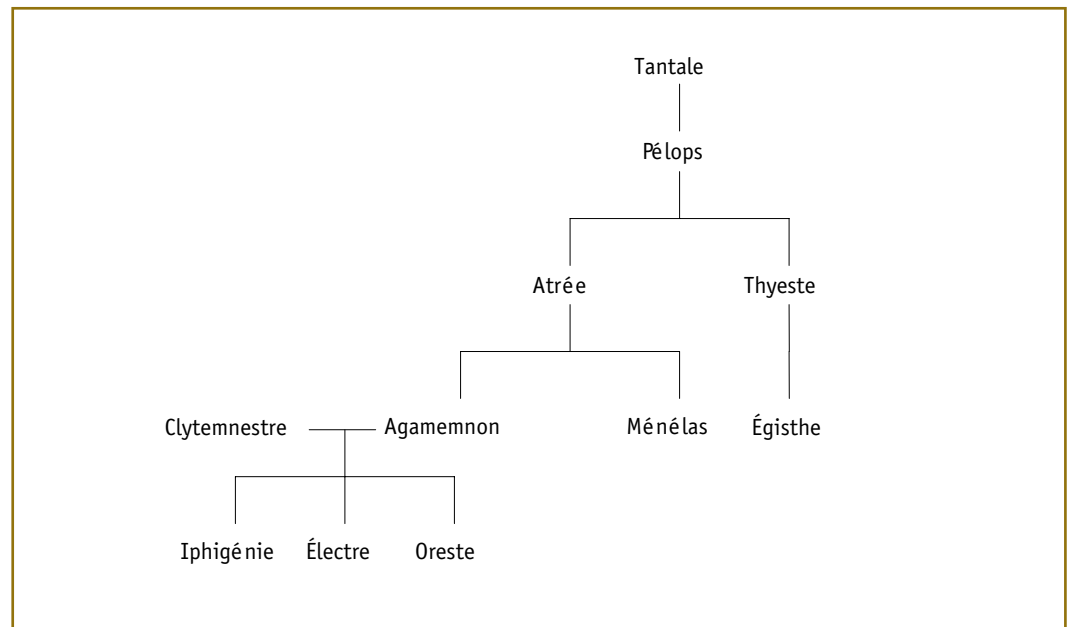 Tantale
Pélops
Atrée Thyeste
Clytemnestre Agamemnon Ménélas Égisthe
Iphigénie Électre Oreste